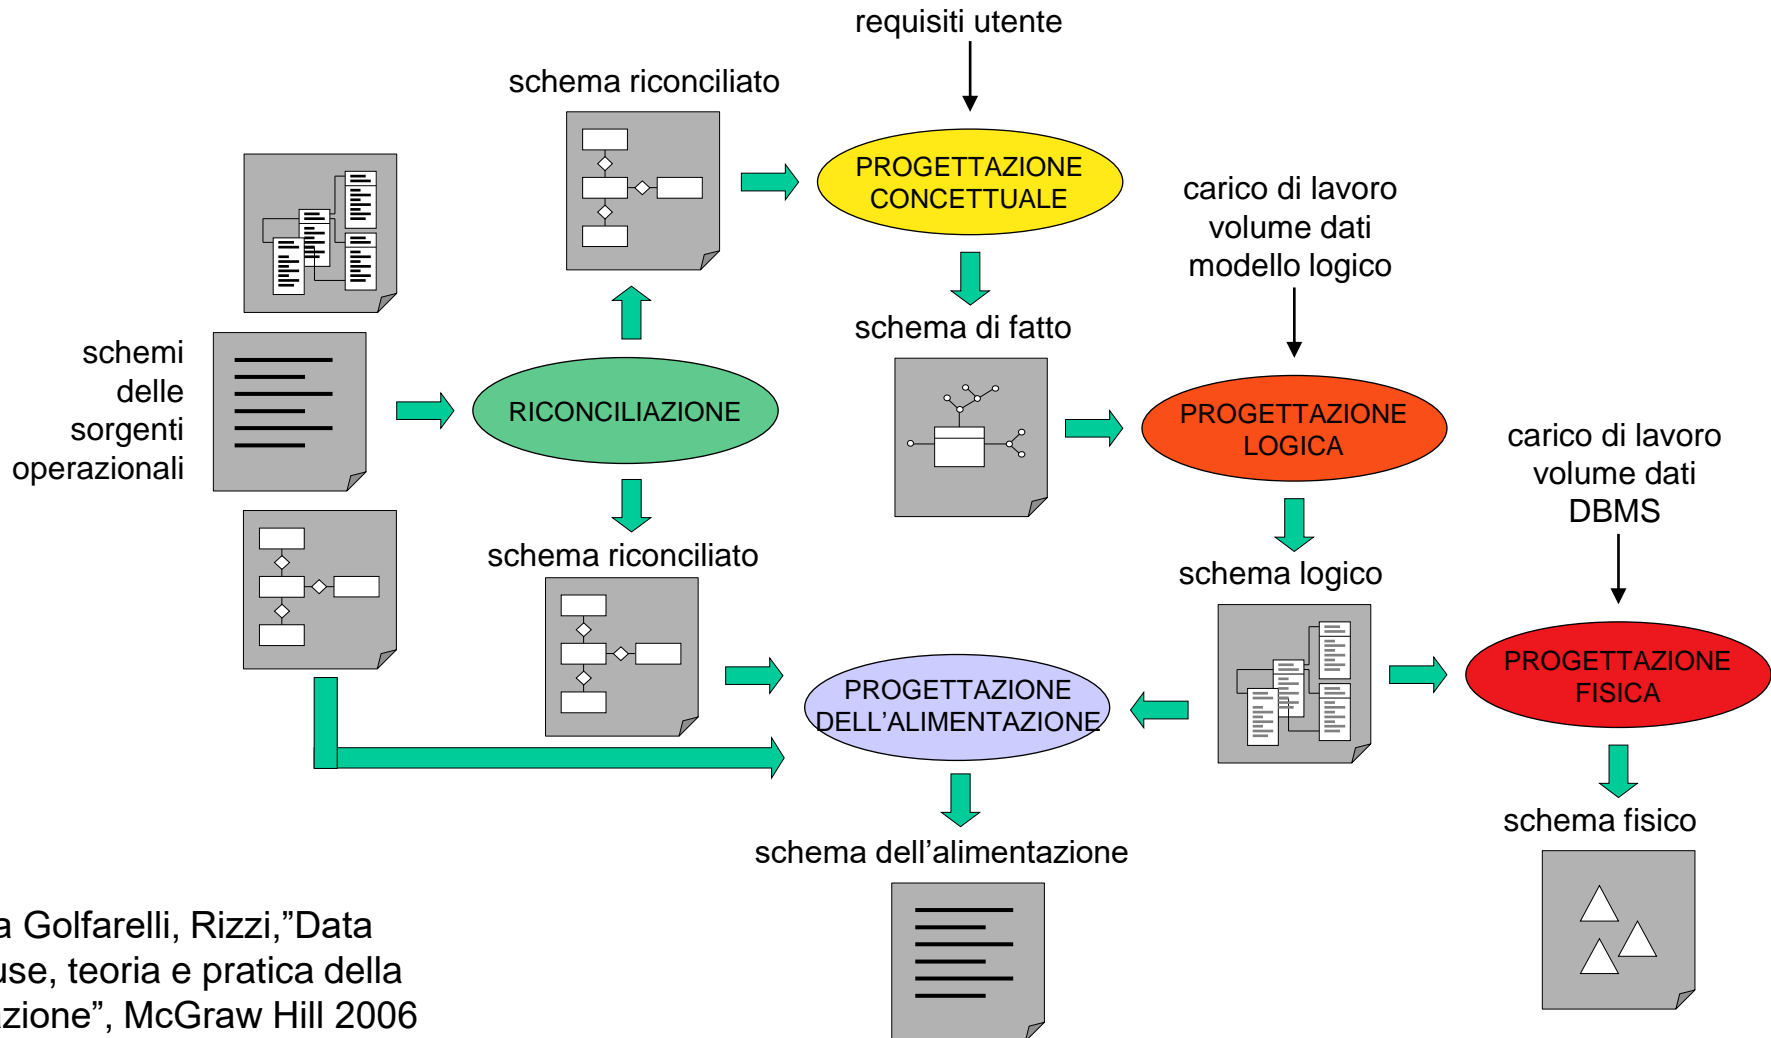 requisiti utente
schema riconciliato
PROGETTAZIONE
CONCETTUALE
carico di lavoro
volume dati
modello logico
schemi
delle
sorgenti
operazionali
RICONCILIAZIONE
schema di fatto
PROGETTAZIONE
LOGICA
carico di lavoro
volume dati
DBMS
schema riconciliato
schema logico
PROGETTAZIONE
DELL'ALIMENTAZIONE
PROGETTAZIONE
FISICA
schema dell'alimentazione
schema fisico
a Golfarelli, Rizzi,”Data
use, teoria e pratica della
azione”, McGraw Hill 2006